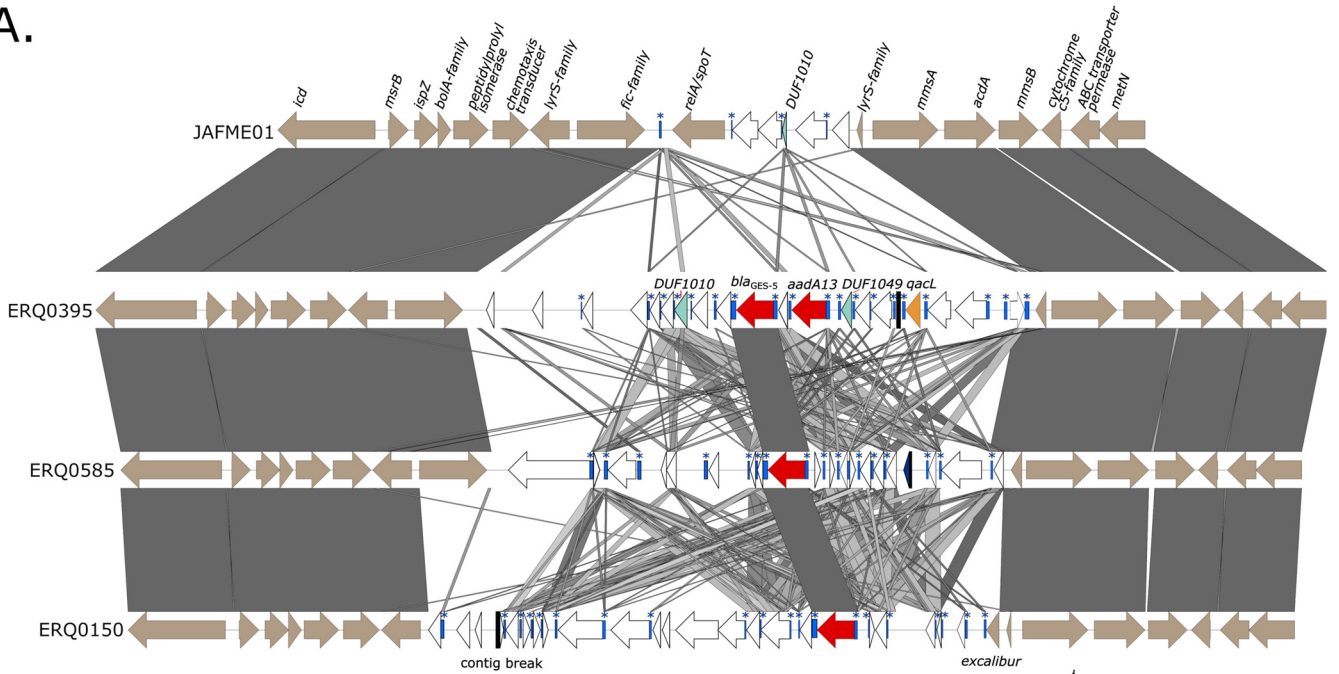 A.
icd
msrB
ispZ
bolA-family
peptidylprolyl
isomerase
chemotaxis
transducer
lyrS-family
fic-family
relA/spoT
DUF1010
lyrS-family
mmsA
acdA
mmsB
cytochrome
c5-family
ABC transporter
permease
metN
JAFME01
DUF1010 blaGES-5 aadA13 DUF1049 qacL
ERQ0395
ERQ0585
ERQ0150
contig break
excalibur